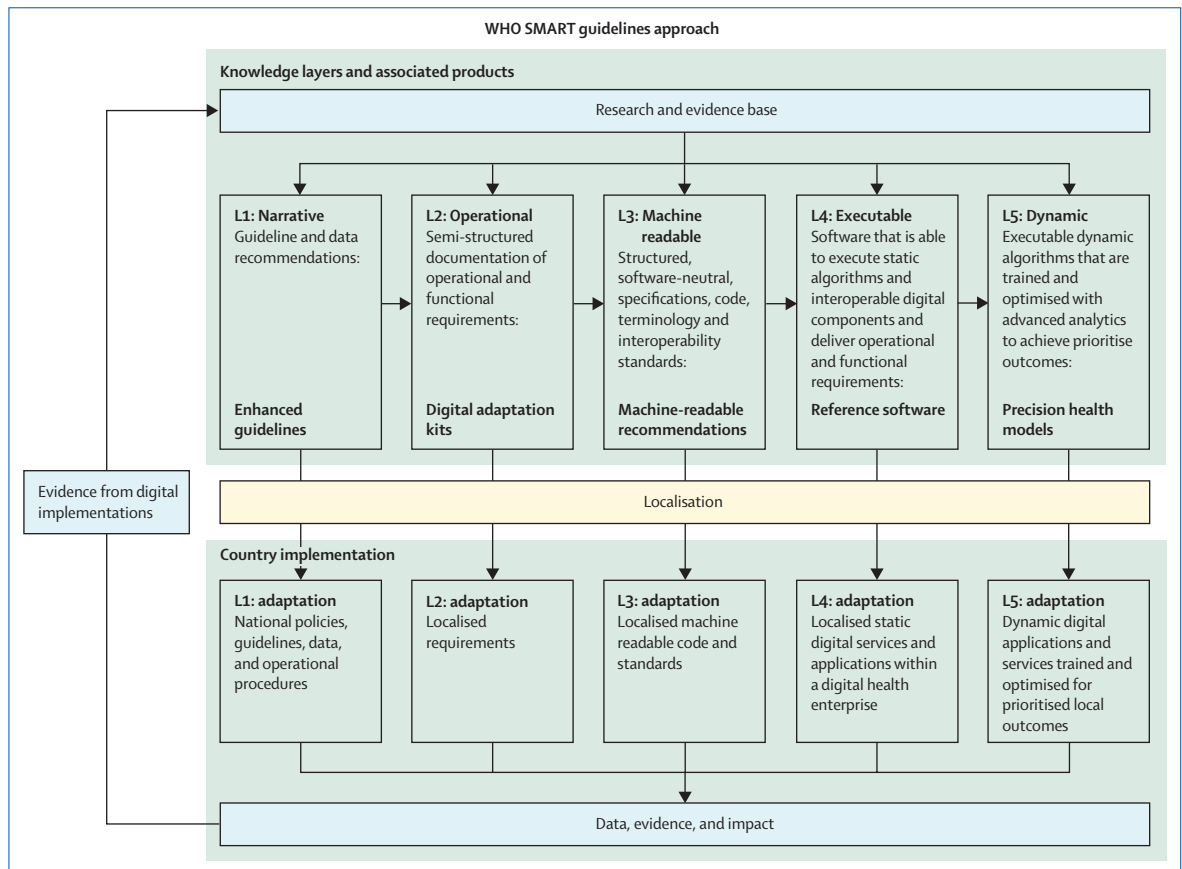 WHO SMART guidelines approach
Knowledge layers and associated products
Research and evidence base
L1: Narrative
Guideline and data
recommendations:
Enhanced
guidelines
L2: Operational
Semi-structured
documentation of
operational and
functional
requirements:
Digital adaptation
kits
L3: Machine
readable
Structured,
software-neutral,
specifications, code,
terminology and
interoperability
standards:
Machine-readable
recommendations
L4: Executable
Software that is able
to execute static
algorithms and
interoperable digital
components and
deliver operational
and functional
requirements:
Reference software
L5: Dynamic
Executable dynamic
algorithms that are
trained and
optimised with
advanced analytics
to achieve prioritise
outcomes:
Precision health
models
Evidence from digital
implementations
Localisation
Country implementation
L1: adaptation
National policies,
guidelines, data,
and operational
procedures
L2: adaptation
Localised
requirements
L3: adaptation
Localised machine
readable code and
standards
L4: adaptation
Localised static
digital services and
applications within
a digital health
enterprise
L5: adaptation
Dynamic digital
applications and
services trained and
optimised for
prioritised local
outcomes
Data, evidence, and impact